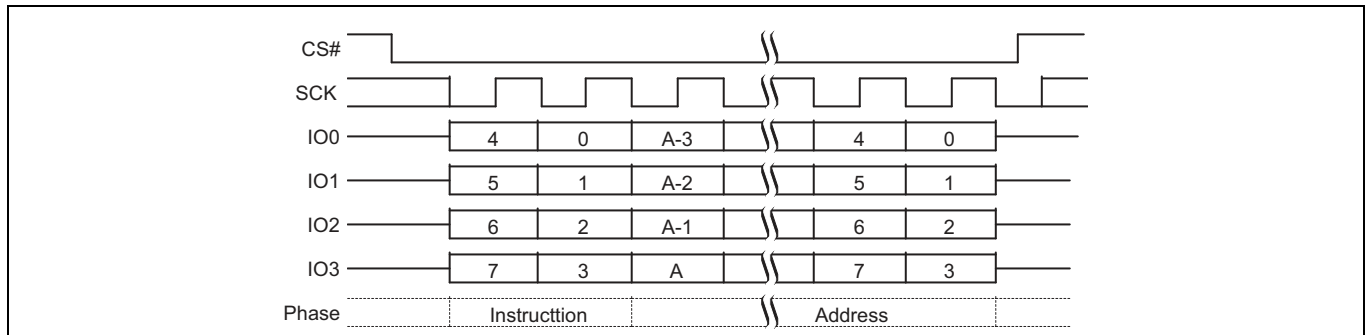 CS#
SCK
IO0 4 0 A-3 4 0
IO1 5 1 A-2 5 1
IO2 6 2 A-1 6 2
IO3 7 3 A 7 3
Phase Instructtion Address